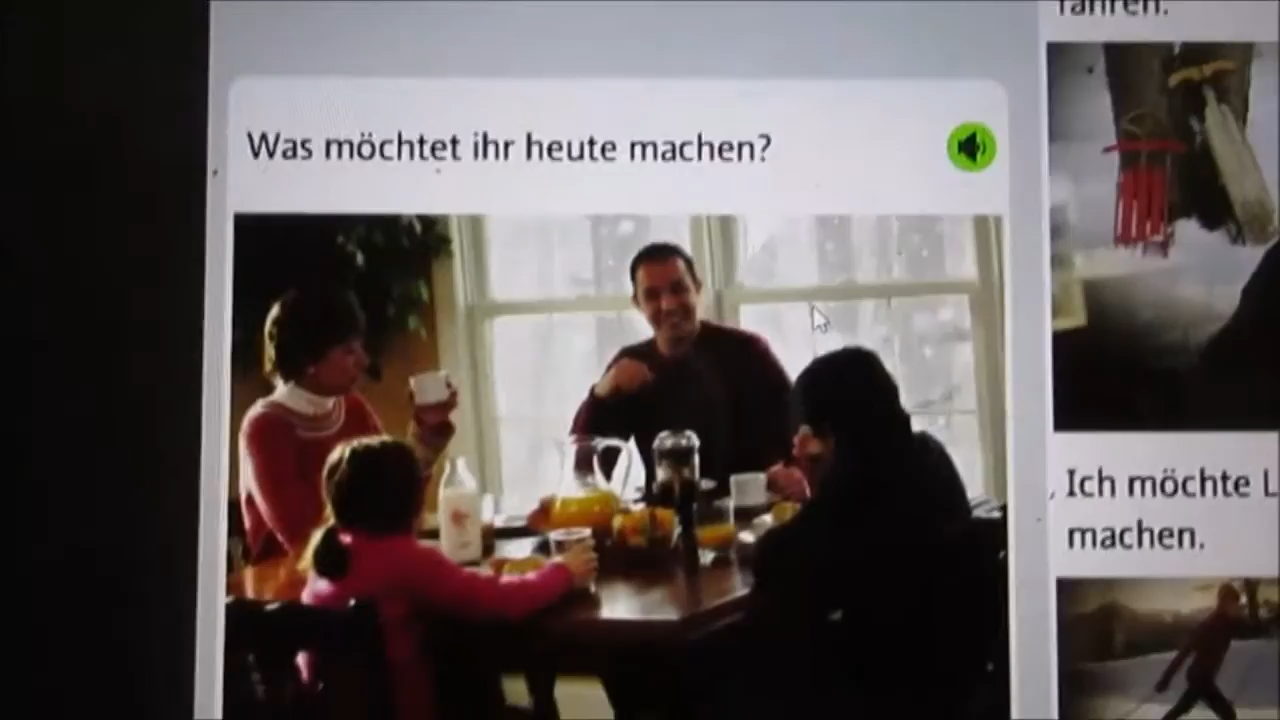 Was möchtet ihr heute machen?
fahren.
Ich möchte
machen.